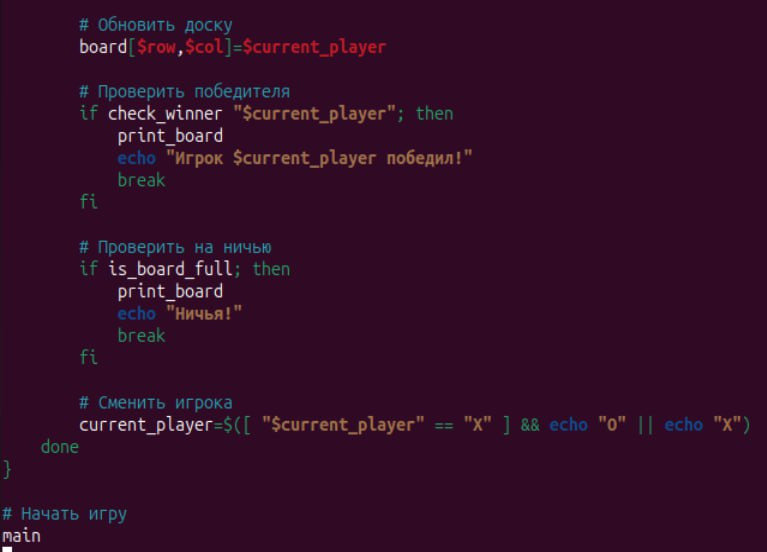 # Обновить доску
board[$row,$col]=$current_player
# Проверить победителя
if check_winner "$current_player"; then
print_board
echo "Игрок $current_player победил!"
break
fi
# Проверить на ничью
if is_board_full; then
print_board
echo "Ничья!"
break
fi
# Сменить игрока
current_player=$([ "$current_player" == "X" ] && echo "O" || echo "X")
done
}
# Начать игру
main